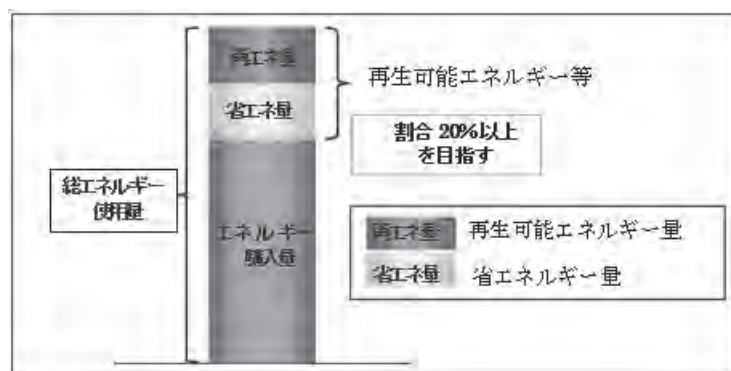 再エネ量
再生可能エネルギー等
省エネ量
割合 20%以上
を目指す
総エネルギー
使用量
エネルギー
購入量
再エネ量 再生可能エネルギー量
省エネ量 省エネルギー量